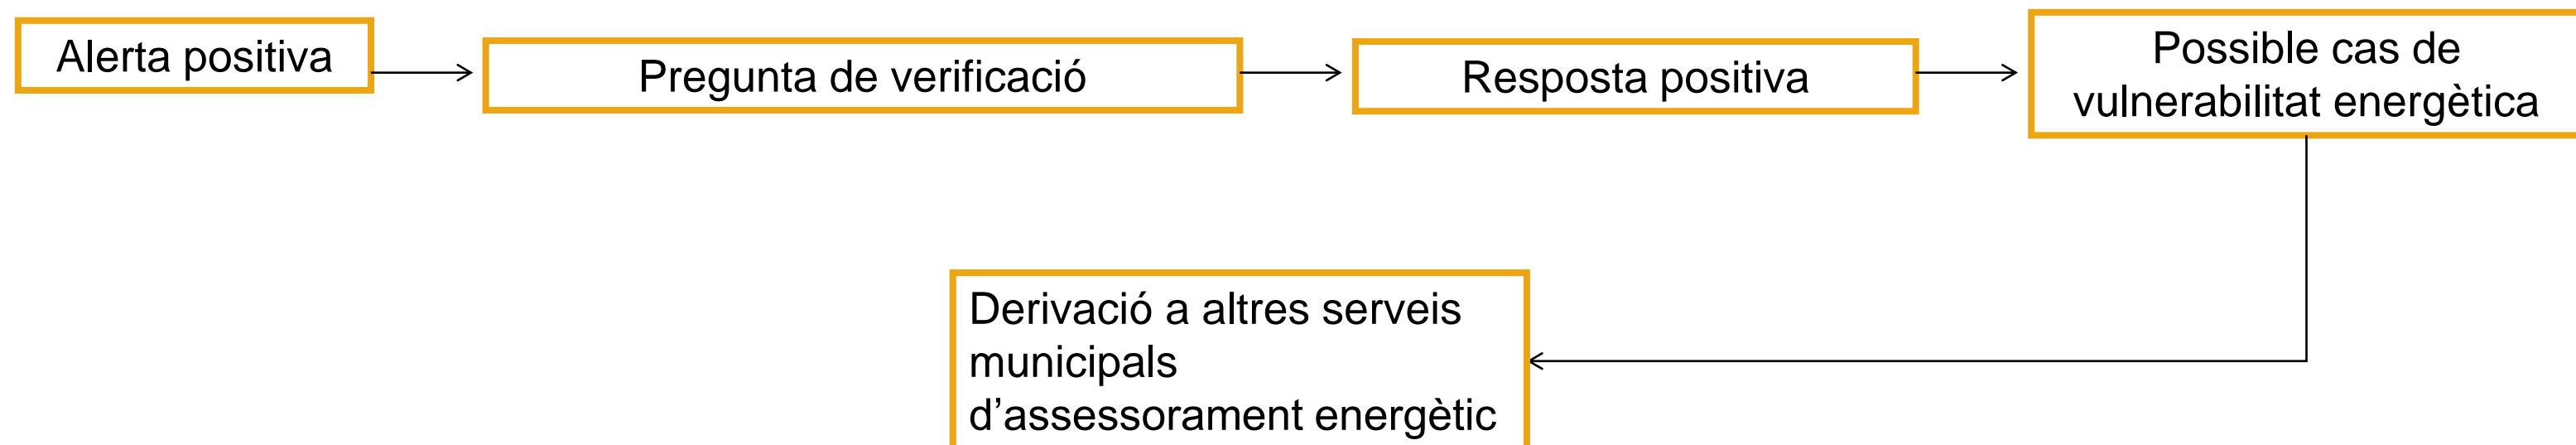 Alerta positiva
Pregunta de verificació
Resposta positiva
Possible cas de
vulnerabilitat energètica
Derivació a altres serveis
municipals
d’assessorament energètic